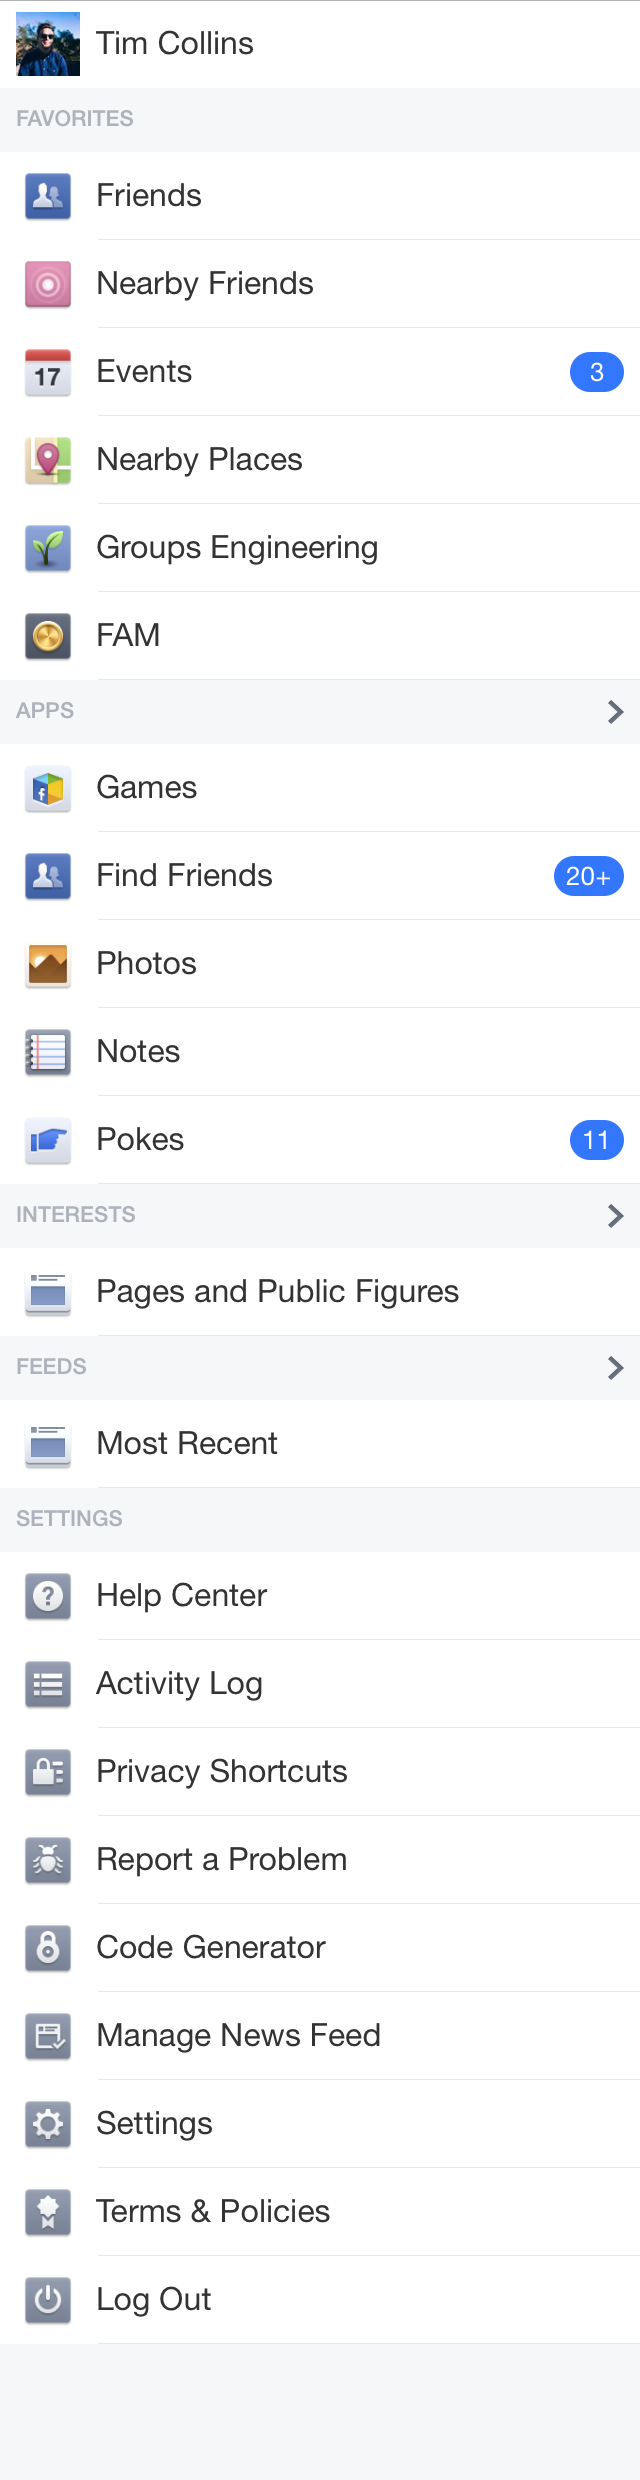 Tim Collins
FAVORITES
Friends
Nearby Friends
17 Events 3
Nearby Places
Groups Engineering
FAM
APPS
Games
Find Friends 20+
Photos
Notes
Pokes 11
INTERESTS
Pages and Public Figures
FEEDS
Most Recent
SETTINGS
Help Center
Activity Log
Privacy Shortcuts
Report a Problem
Code Generator
Manage News Feed
Settings
Terms & Policies
Log Out